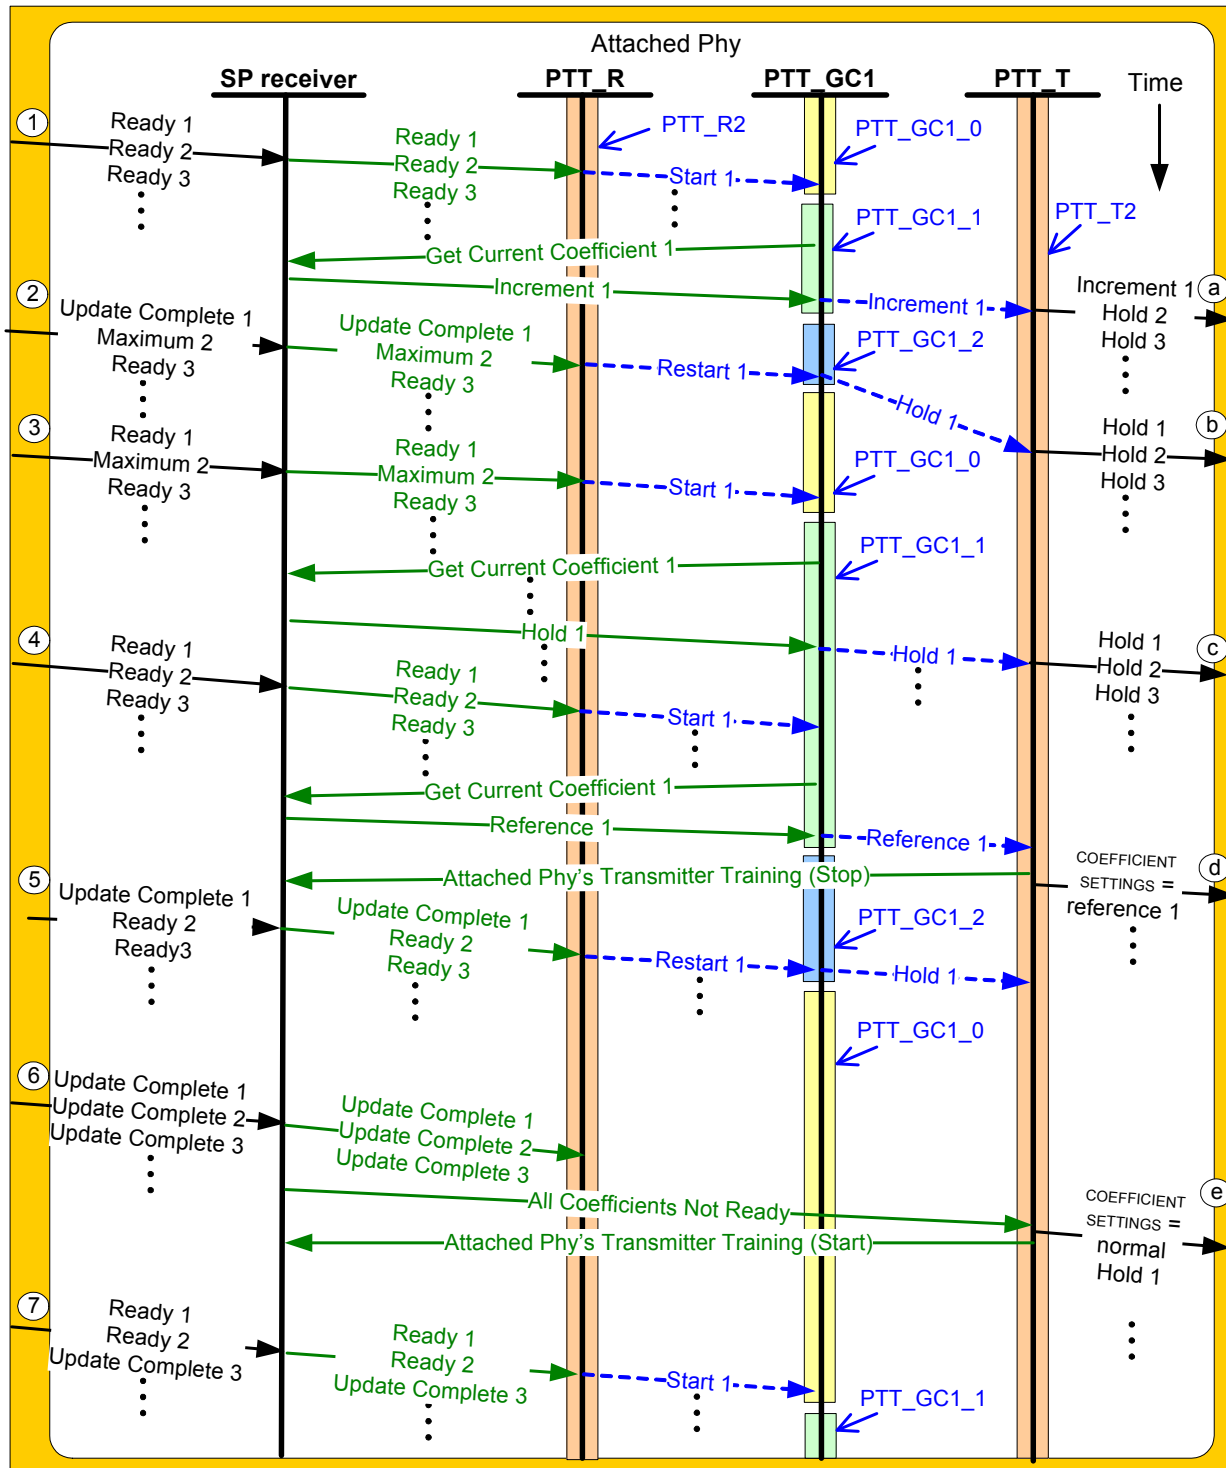 Attached Phy
SP receiver
PTT_R
PTT_GC1
PTT_T
Time
1
Ready 1
Ready 2
Ready 3
Ready 1
Ready 2
Ready 3
PTT_R2
Start 1
PTT_GC1_0
PTT_GC1_1
PTT_T2
Get Current Coefficient 1
Increment 1
Increment 1
Increment 1
Hold 2
Hold 3
a
2
Update Complete 1
Maximum 2
Ready 3
Update Complete 1
Maximum 2
Ready 3
Restart 1
PTT_GC1_2
Hold 1
3
Ready 1
Maximum 2
Ready 3
Ready 1
Maximum 2
Ready 3
Start 1
PTT_GC1_0
Hold 1
Hold 2
Hold 3
b
PTT_GC1_1
Get Current Coefficient 1
Hold 1
Hold 1
Hold 1
Hold 2
Hold 3
c
4
Ready 1
Ready 2
Ready 3
Ready 1
Ready 2
Ready 3
Start 1
Get Current Coefficient 1
Reference 1
Reference 1
Attached Phy's Transmitter Training (Stop)
COEFFICIENT
SETTINGS =
reference 1
d
5
Update Complete 1
Ready 2
Ready3
Update Complete 1
Ready 2
Ready 3
Restart 1
PTT_GC1_2
Hold 1
PTT_GC1_0
6
Update Complete 1
Update Complete 2
Update Complete 3
Update Complete 1
Update Complete 2
Update Complete 3
All Coefficients Not Ready
Attached Phy's Transmitter Training (Start)
COEFFICIENT
SETTINGS =
normal
Hold 1
e
7
Ready 1
Ready 2
Update Complete 3
Ready 1
Ready 2
Update Complete 3
Start 1
PTT_GC1_1